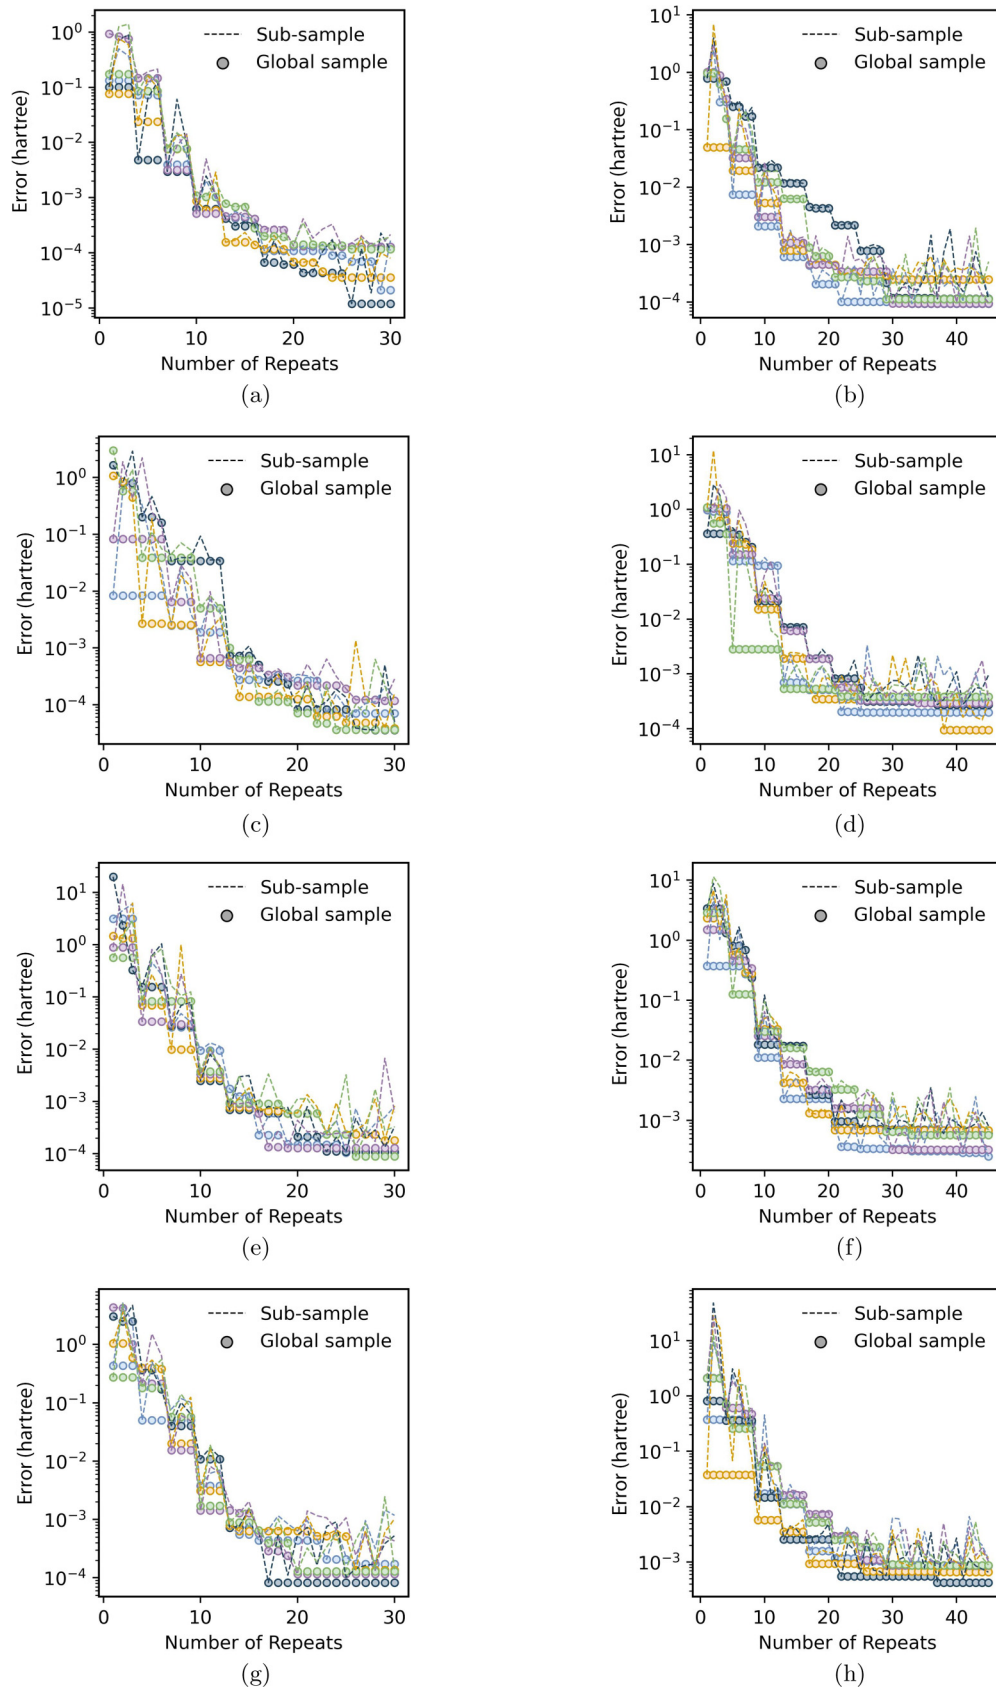 10^0
10^-1
10^-2
10^-3
10^-4
10^-5
Error (hartree)
Sub-sample
Global sample
0 10 20 30
Number of Repeats
(a)
10^1
10^0
10^-1
10^-2
10^-3
10^-4
Error (hartree)
Sub-sample
Global sample
0 10 20 30 40
Number of Repeats
(b)
10^0
10^-1
10^-2
10^-3
10^-4
Error (hartree)
Sub-sample
Global sample
0 10 20 30
Number of Repeats
(c)
10^1
10^0
10^-1
10^-2
10^-3
10^-4
Error (hartree)
Sub-sample
Global sample
0 10 20 30 40
Number of Repeats
(d)
10^1
10^0
10^-1
10^-2
10^-3
10^-4
Error (hartree)
Sub-sample
Global sample
0 10 20 30
Number of Repeats
(e)
10^1
10^0
10^-1
10^-2
10^-3
Error (hartree)
Sub-sample
Global sample
0 10 20 30 40
Number of Repeats
(f)
10^0
10^-1
10^-2
10^-3
10^-4
Error (hartree)
Sub-sample
Global sample
0 10 20 30
Number of Repeats
(g)
10^1
10^0
10^-1
10^-2
10^-3
Error (hartree)
Sub-sample
Global sample
0 10 20 30 40
Number of Repeats
(h)